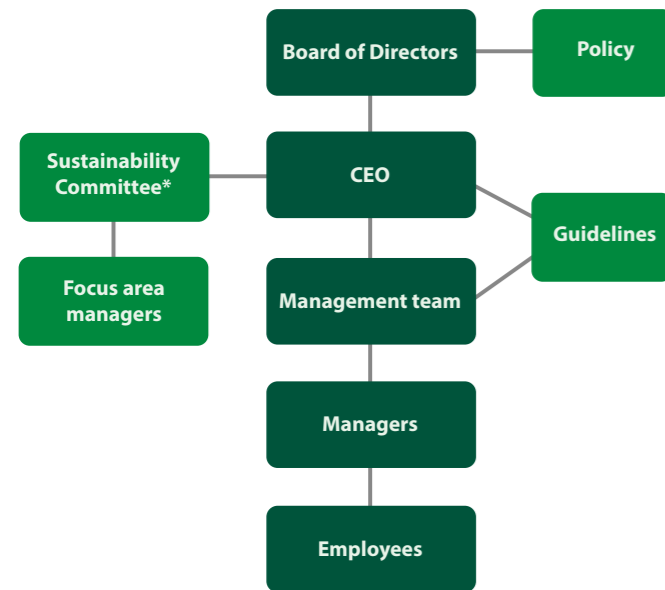 Board of Directors
Policy
Sustainability
Committee*
CEO
Guidelines
Focus area
managers
Management team
Managers
Employees